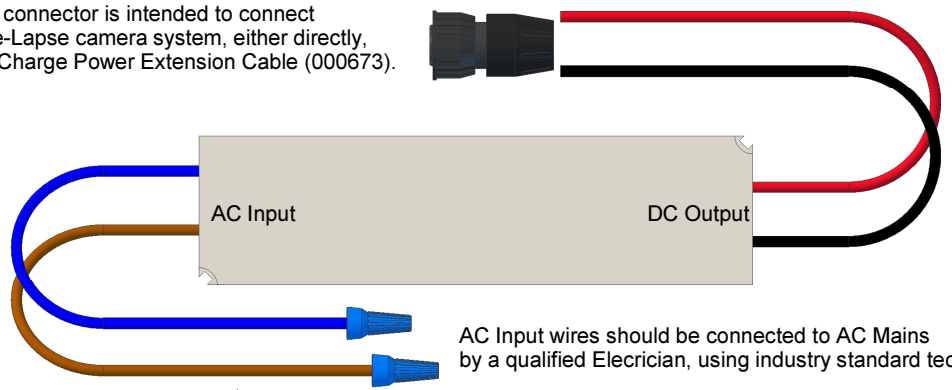 connector is intended to connect
e-Lapse camera system, either directly,
Charge Power Extension Cable (000673).
AC Input
DC Output
AC Input wires should be connected to AC Mains
by a qualified Elecrician, using industry standard tec